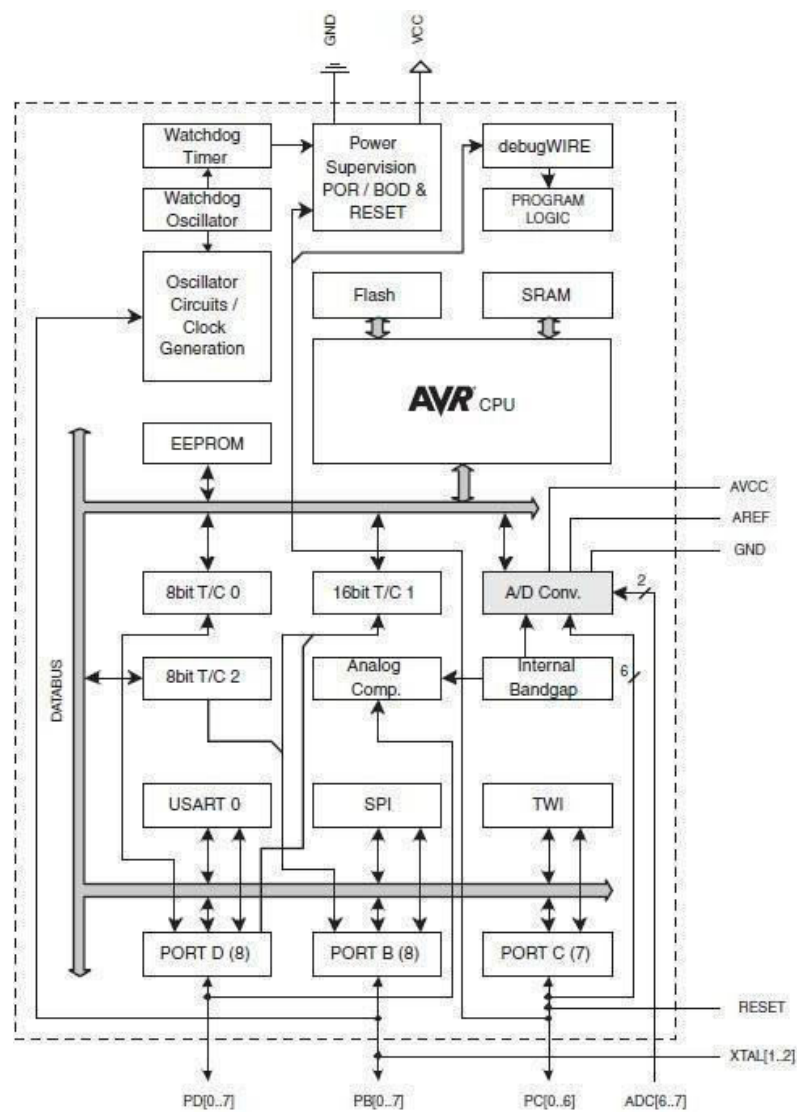 GND
VCC
Watchdog
Timer
Power
Supervision
POR / BOD &
RESET
debugWIRE
Watchdog
Oscillator
PROGRAM
LOGIC
Oscillator
Circuits /
Clock
Generation
Flash
SRAM
AVR CPU
EEPROM
AVCC
AREF
GND
8bit T/C 0
16bit T/C 1
A/D Conv.
2
DATABUS
8bit T/C 2
Analog
Comp.
Internal
Bandgap
6
USART 0
SPI
TWI
PORT D (8)
PORT B (8)
PORT C (7)
RESET
XTAL[1..2]
PD[0..7]
PB[0..7]
PC[0..6]
ADC[6..7]